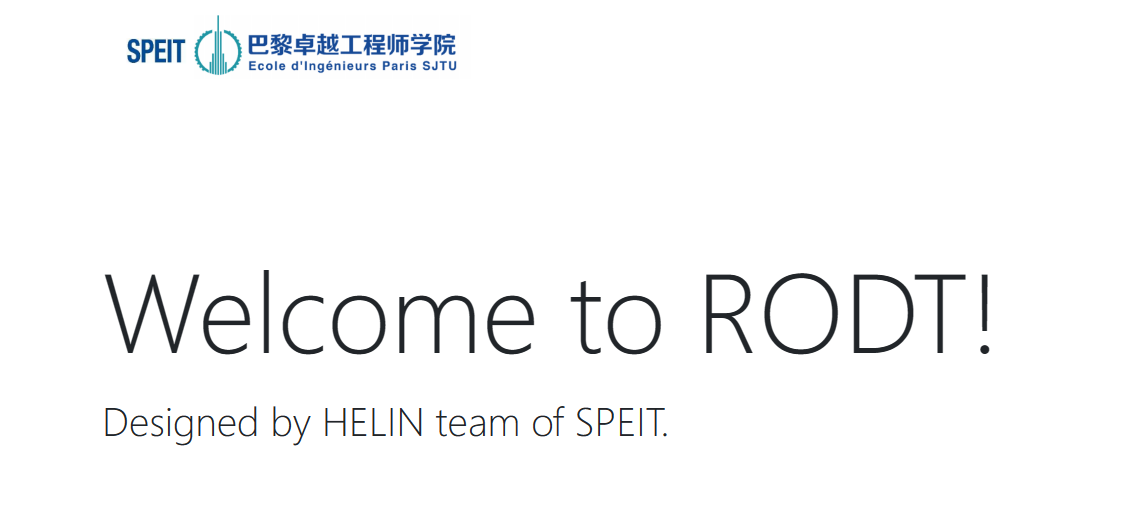 SPEIT
巴黎卓越工程师学院
Ecole d'Ingénieurs Paris SJTU
Welcome to RODT!
Designed by HELIN team of SPEIT.